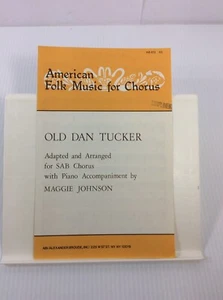 American
Folk Music for Chorus
OLD DAN TUCKER
Adapted and Arranged
for SAB Chorus
with Piano Accompaniment by
MAGGIE JOHNSON